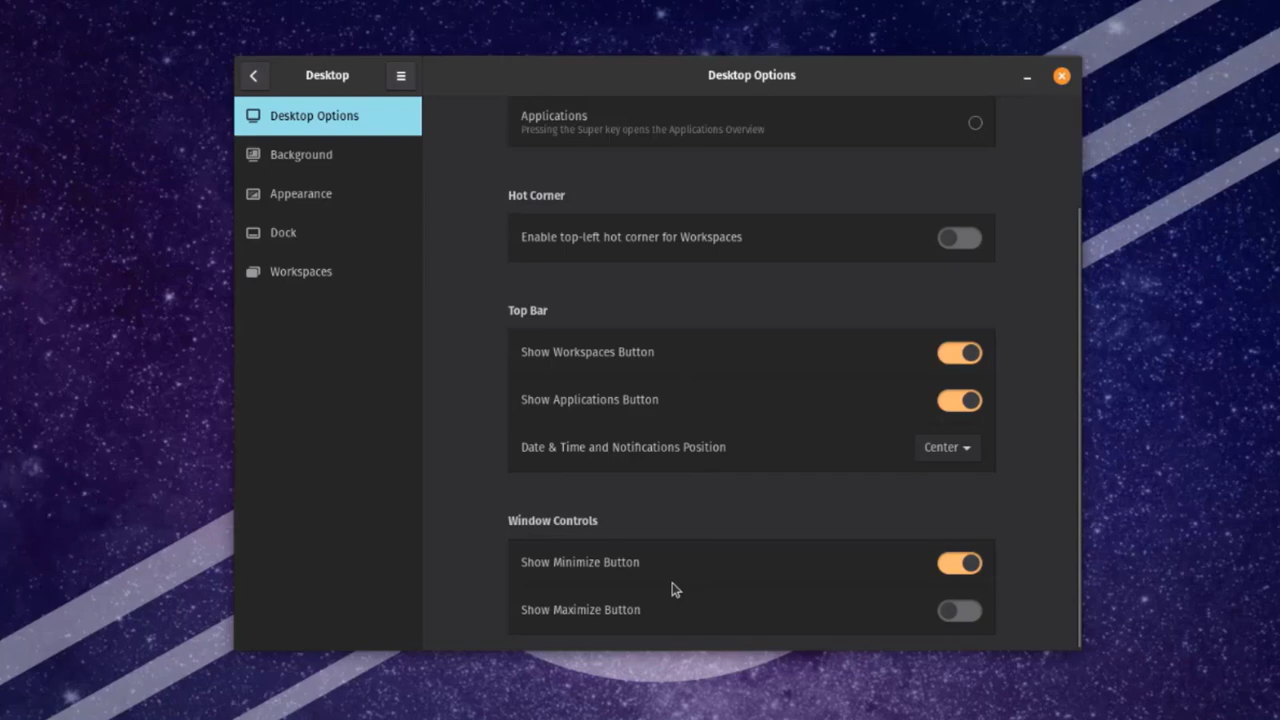 Desktop
Desktop Options
Desktop Options
Background
Appearance
Dock
Workspaces
Applications
Pressing the Super key opens the Applications Overview
Hot Corner
Enable top-left hot corner for Workspaces
Top Bar
Show Workspaces Button
Show Applications Button
Date & Time and Notifications Position
Center
Window Controls
Show Minimize Button
Show Maximize Button